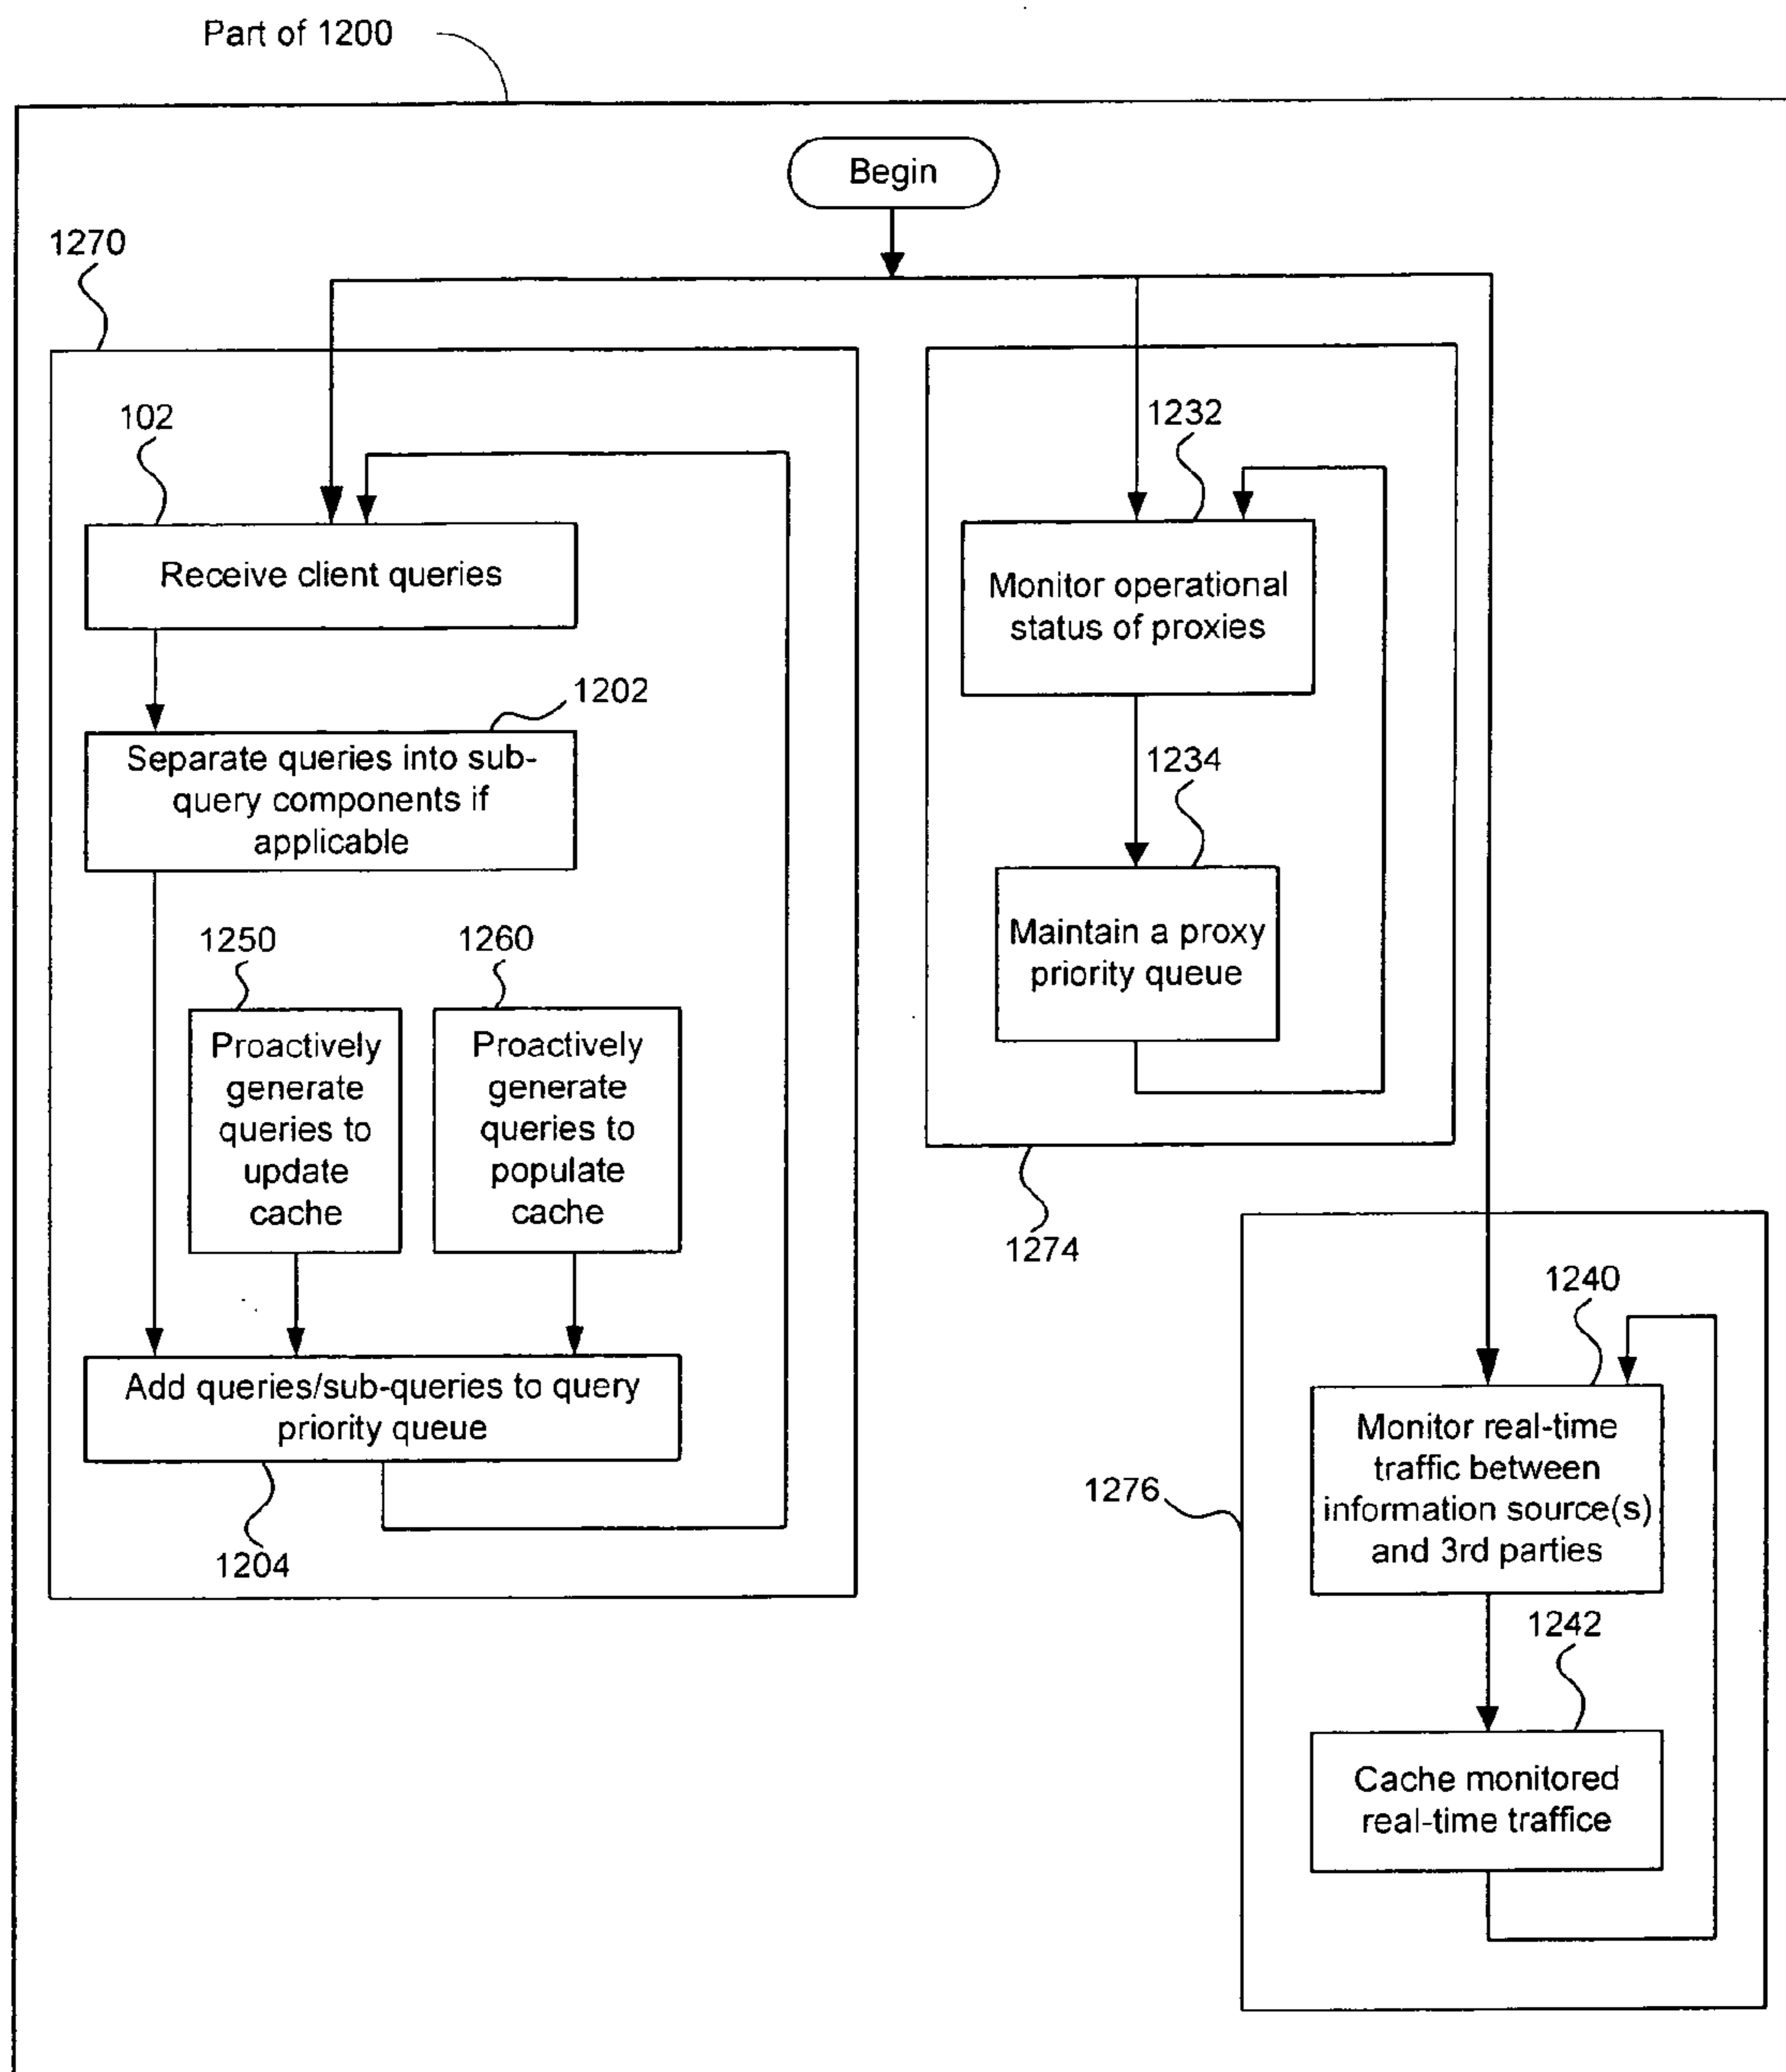 Part of 1200
Begin
1270
102
Receive client queries
1202
Separate queries into sub-
query components if
applicable
1250
1260
Proactively
generate
queries to
update
cache
Proactively
generate
queries to
populate
cache
Add queries/sub-queries to query
priority queue
1204
1232
Monitor operational
status of proxies
1234
Maintain a proxy
priority queue
1274
1240
Monitor real-time
traffic between
information source(s)
and 3rd parties
1276
1242
Cache monitored
real-time traffice